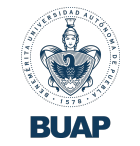 BENEMÉRITA UNIVERSIDAD AUTÓNOMA DE PUEBLA
1578
BUAP